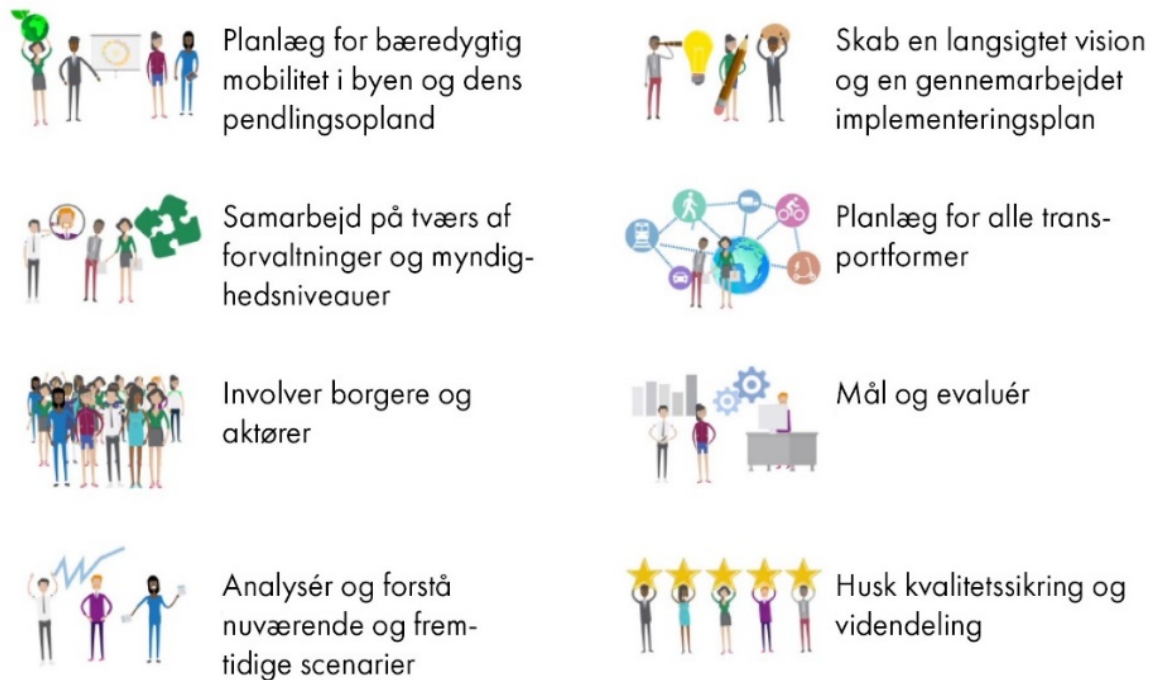 Planlæg for bæredygtig
mobilitet i byen og dens
pendlingsopland
Samarbejd på tværs af
forvaltninger og myndig-
hedsniveauer
Involver borgere og
aktører
Analysér og forstå
nuværende og frem-
tidige scenarier
Skab en langsigtet vision
og en gennemarbejdet
implementeringsplan
Planlæg for alle trans-
portformer
Mål og evaluér
Husk kvalitetssikring og
videndeling